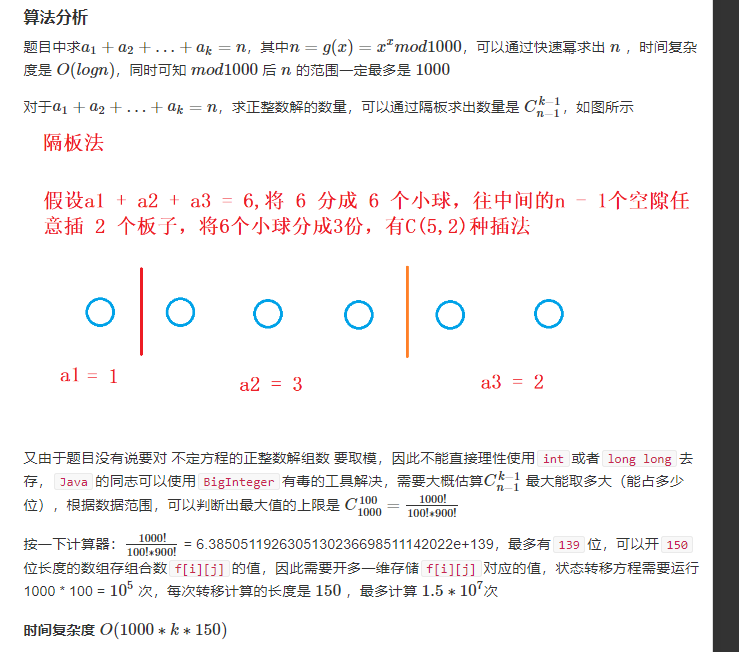 算法分析
题目中求a₁ + a₂ + ... + aₖ = n，其中n = g(x) = xˣmod1000，可以通过快速幂求出 n ，时间复杂
度是 O(logn)，同时可知 mod1000 后 n 的范围一定最多是 1000
对于a₁ + a₂ + ... + aₖ = n，求正整数解的数量，可以通过隔板求出数量是 C_{n-1}^{k-1}，如图所示
隔板法
假设a1 + a2 + a3 = 6,将 6 分成 6 个小球，往中间的n - 1个空隙任
意插 2 个板子，将6个小球分成3份，有C(5,2)种插法
a1 = 1
a2 = 3
a3 = 2
又由于题目没有说要对 不定方程的正整数解组数 要取模，因此不能直接理性使用 int 或者 long long 去
存， Java 的同志可以使用 BigInteger 有毒的工具解决，需要大概估算C_{n-1}^{k-1} 最大能取多大（能占多少
位），根据数据范围，可以判断出最大值的上限是 C_{1000}^{100} = 1000!/(100!*900!)
按一下计算器： 1000!/(100!*900!) = 6.3850511926305130236698511142022e+139，最多有 139 位，可以开 150
位长度的数组存组合数 f[i][j] 的值，因此需要开多一维存储 f[i][j] 对应的值，状态转移方程需要运行
1000 * 100 = 10⁵ 次，每次转移计算的长度是 150 ，最多计算 1.5 * 10⁷次
时间复杂度 O(1000 * k * 150)